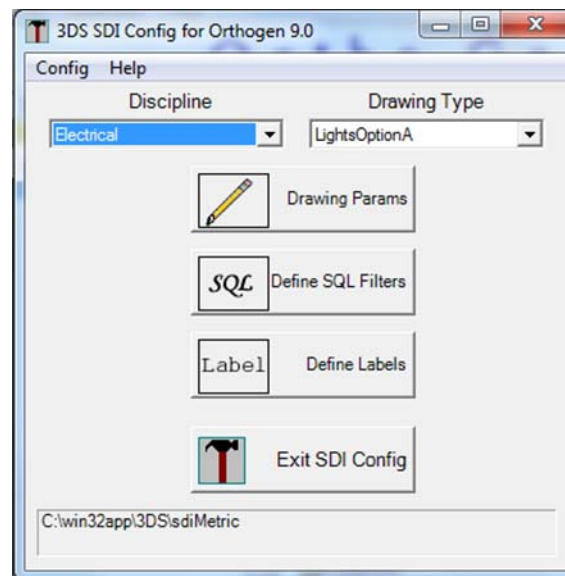 3DS SDI Config for Orthogen 9.0
Config Help
Discipline Drawing Type
Electrical LightsOptionA
Drawing Params
SQL Define SQL Filters
Label Define Labels
Exit SDI Config
C:\win32app\3DS\sdiMetric